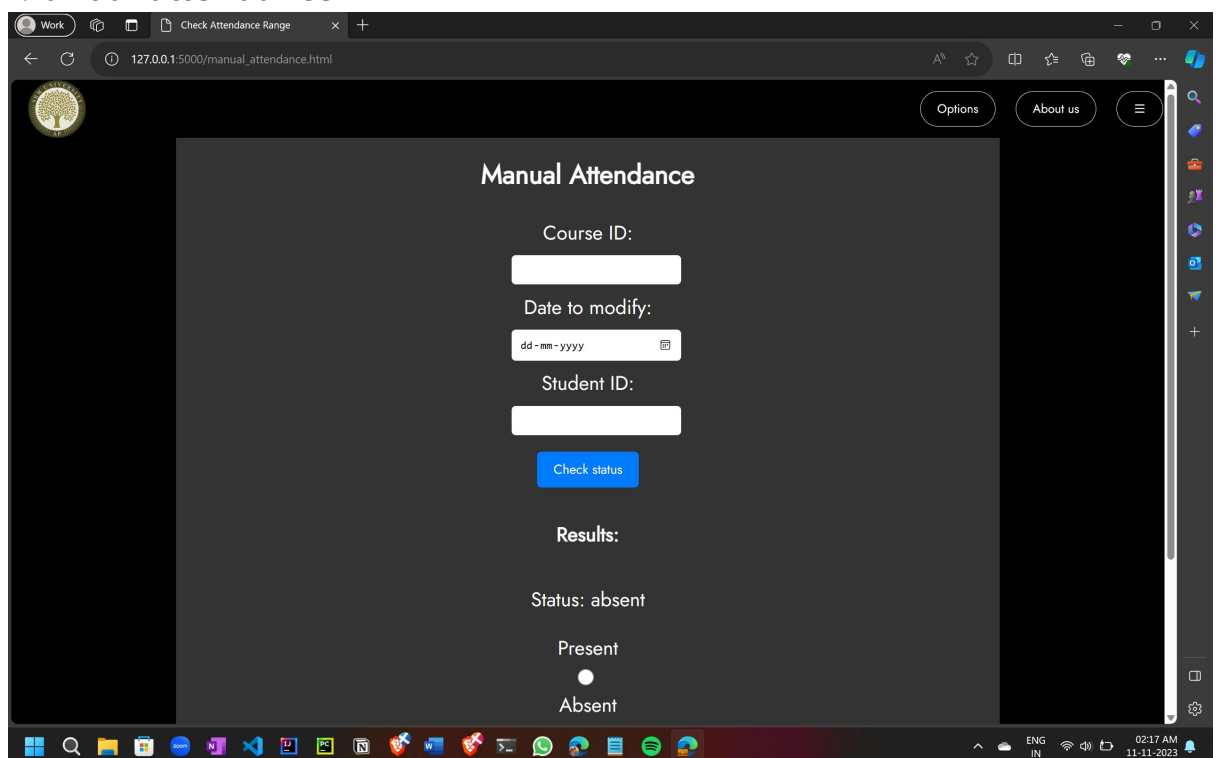 Work
Check Attendance Range
127.0.0.1:5000/manual_attendance.html
Options
About us
Manual Attendance
Course ID:
Date to modify:
dd-mm-yyyy
Student ID:
Check status
Results:
Status: absent
Present
Absent
ENG
IN
02:17 AM
11-11-2023